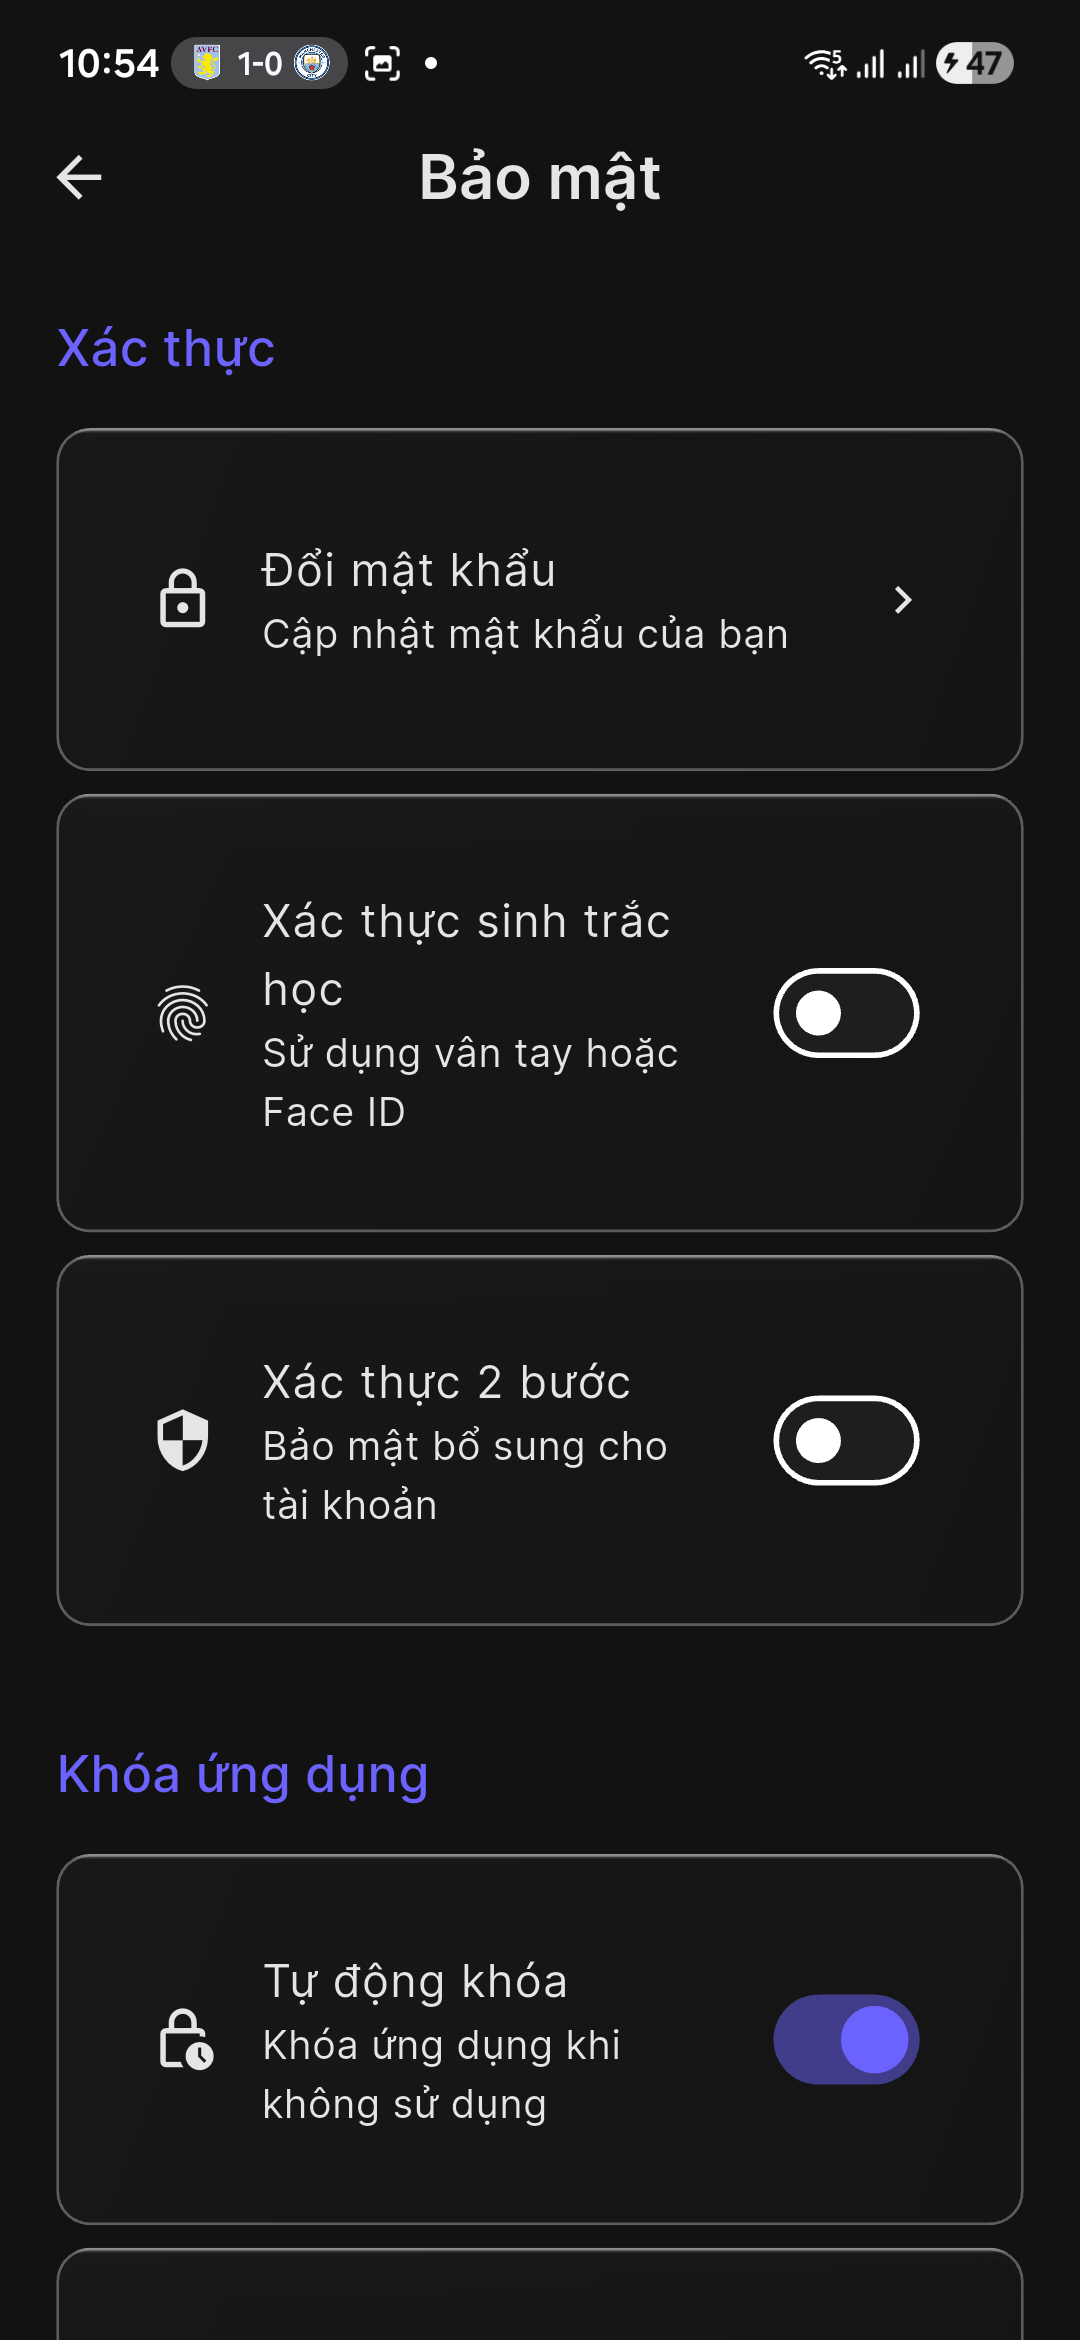 10:54 AVFC 1-0 5 47
Bảo mật
Xác thực
Đổi mật khẩu
Cập nhật mật khẩu của bạn
Xác thực sinh trắc
học
Sử dụng vân tay hoặc
Face ID
Xác thực 2 bước
Bảo mật bổ sung cho
tài khoản
Khóa ứng dụng
Tự động khóa
Khóa ứng dụng khi
không sử dụng